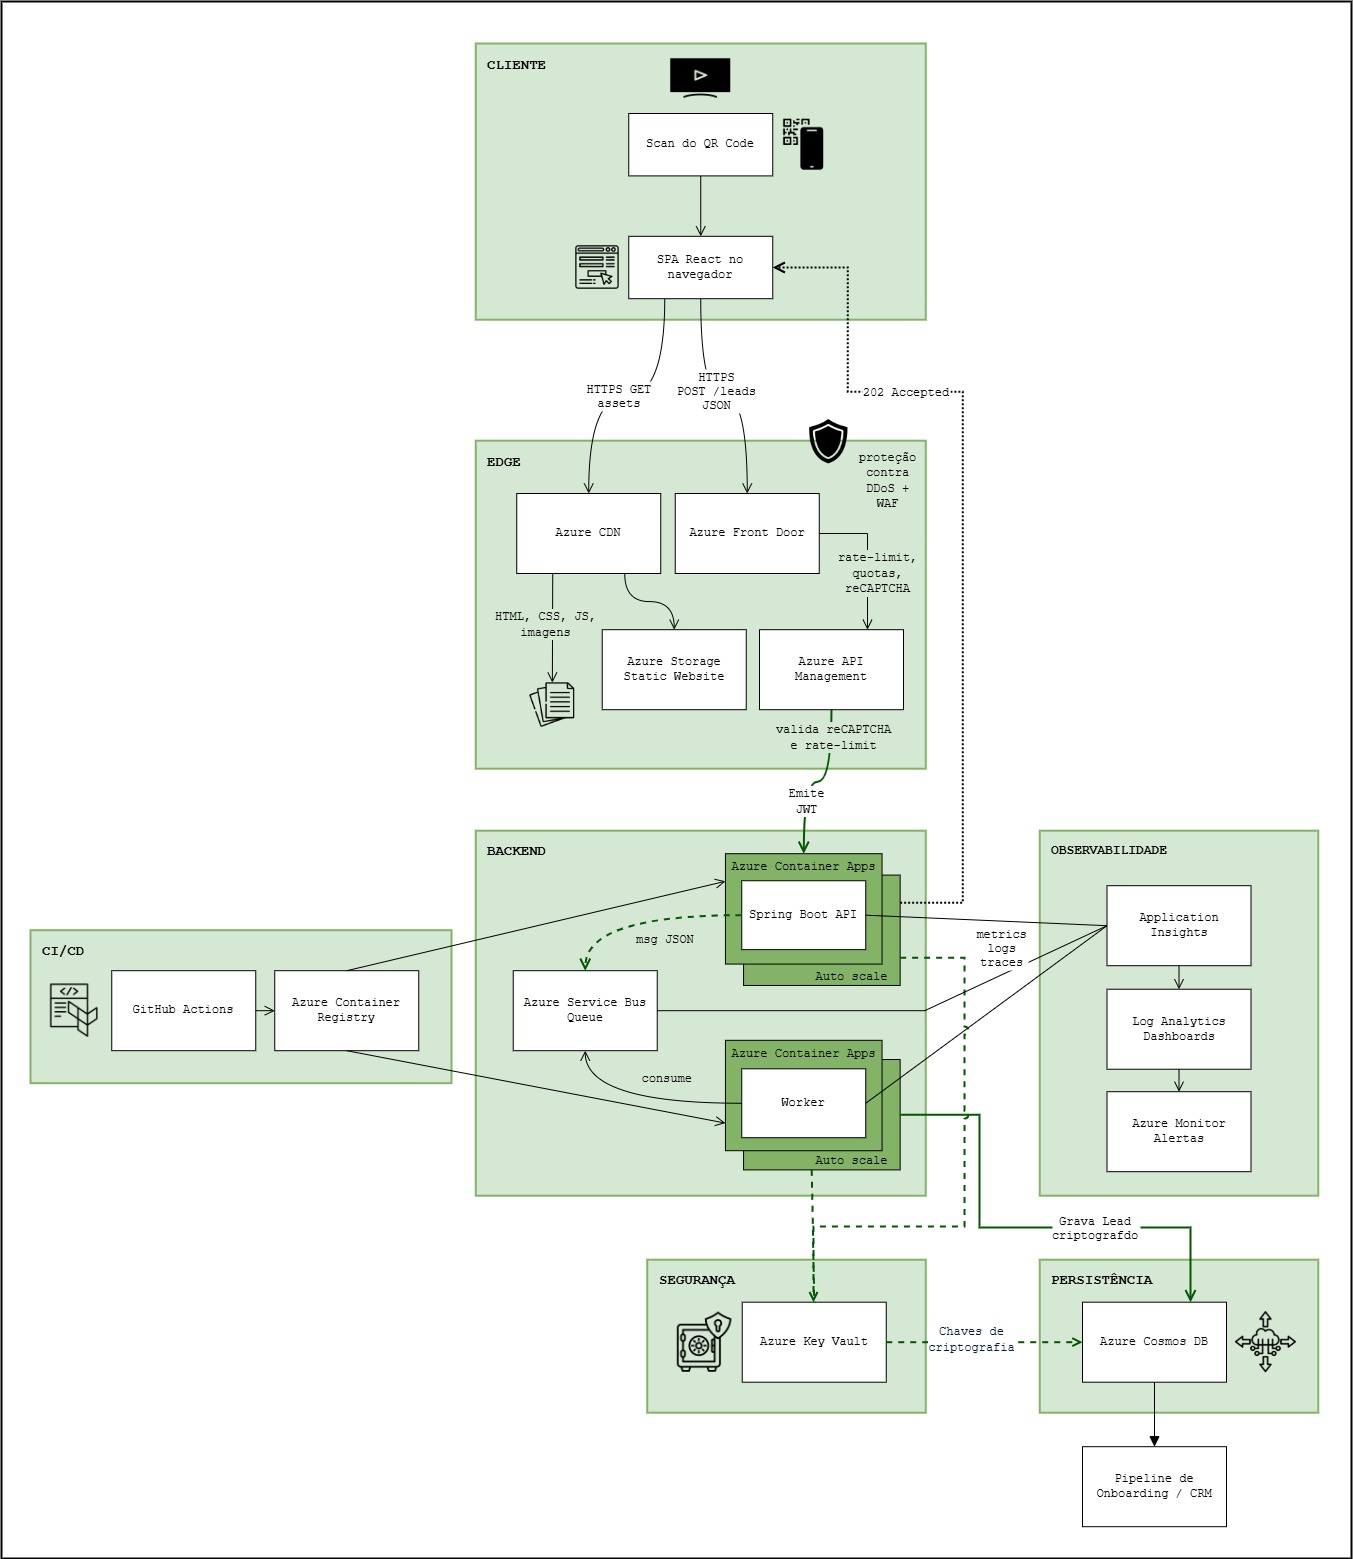 CLIENTE
Scan do QR Code
SPA React no
navegador
HTTPS GET
assets
HTTPS
POST /leads
JSON
202 Accepted
EDGE
proteção
contra
DDoS +
WAF
Azure CDN
Azure Front Door
rate-limit,
quotas,
reCAPTCHA
HTML, CSS, JS,
imagens
Azure Storage
Static Website
Azure API
Management
valida reCAPTCHA
e rate-limit
Emite
JWT
BACKEND
Azure Container Apps
Spring Boot API
Auto scale
msg JSON
Azure Service Bus
Queue
consume
Azure Container Apps
Worker
Auto scale
metrics
logs
traces
OBSERVABILIDADE
Application
Insights
Log Analytics
Dashboards
Azure Monitor
Alertas
CI/CD
</>
GitHub Actions
Azure Container
Registry
Grava Lead
criptografdo
SEGURANÇA
Azure Key Vault
Chaves de
criptografia
PERSISTÊNCIA
Azure Cosmos DB
Pipeline de
Onboarding / CRM